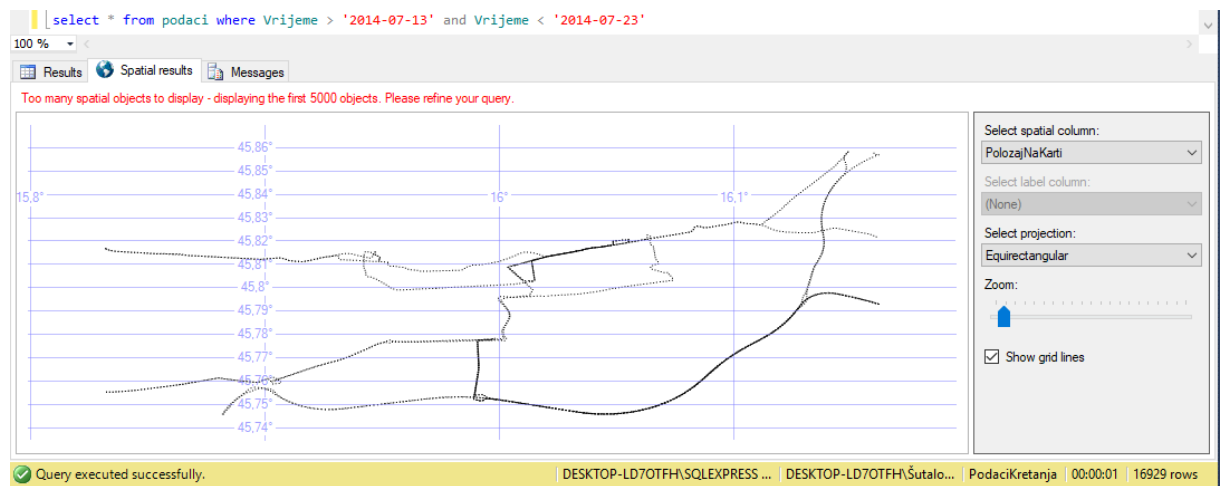 select * from podaci where Vrijeme > '2014-07-13' and Vrijeme < '2014-07-23'
100 %
Results Spatial results Messages
Too many spatial objects to display - displaying the first 5000 objects. Please refine your query.
45,86°
45,85°
15,8° 45,84° 16° 16,1°
45,83°
45,82°
45,81°
45,8°
45,79°
45,78°
45,77°
45,76°
45,75°
45,74°
Select spatial column:
PolozajNaKarti
Select label column:
(None)
Select projection:
Equirectangular
Zoom:
Show grid lines
Query executed successfully. DESKTOP-LD7OTFH\SQLEXPRESS ... DESKTOP-LD7OTFH\Šutalo... PodaciKretanja 00:00:01 16929 rows